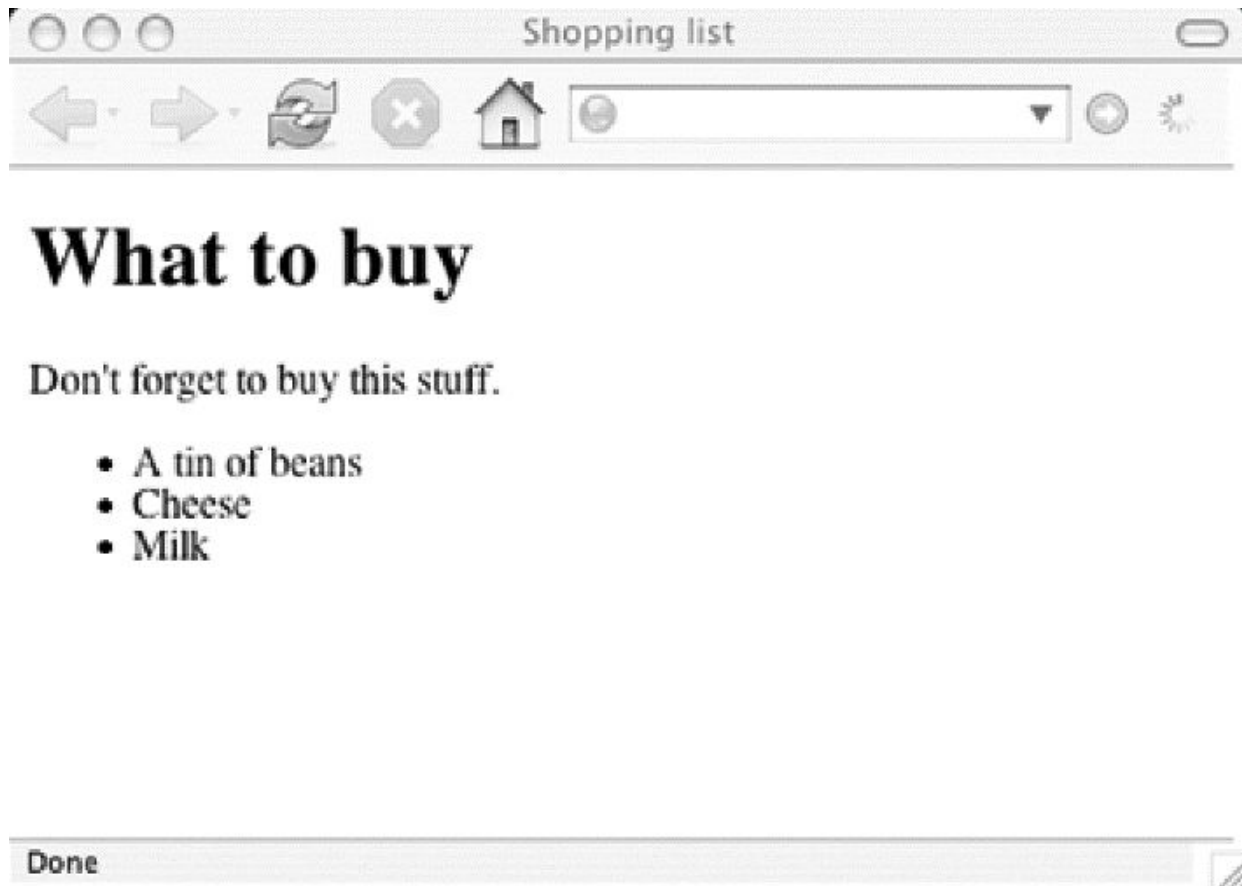 Shopping list
What to buy
Don't forget to buy this stuff.
A tin of beans
Cheese
Milk
Done